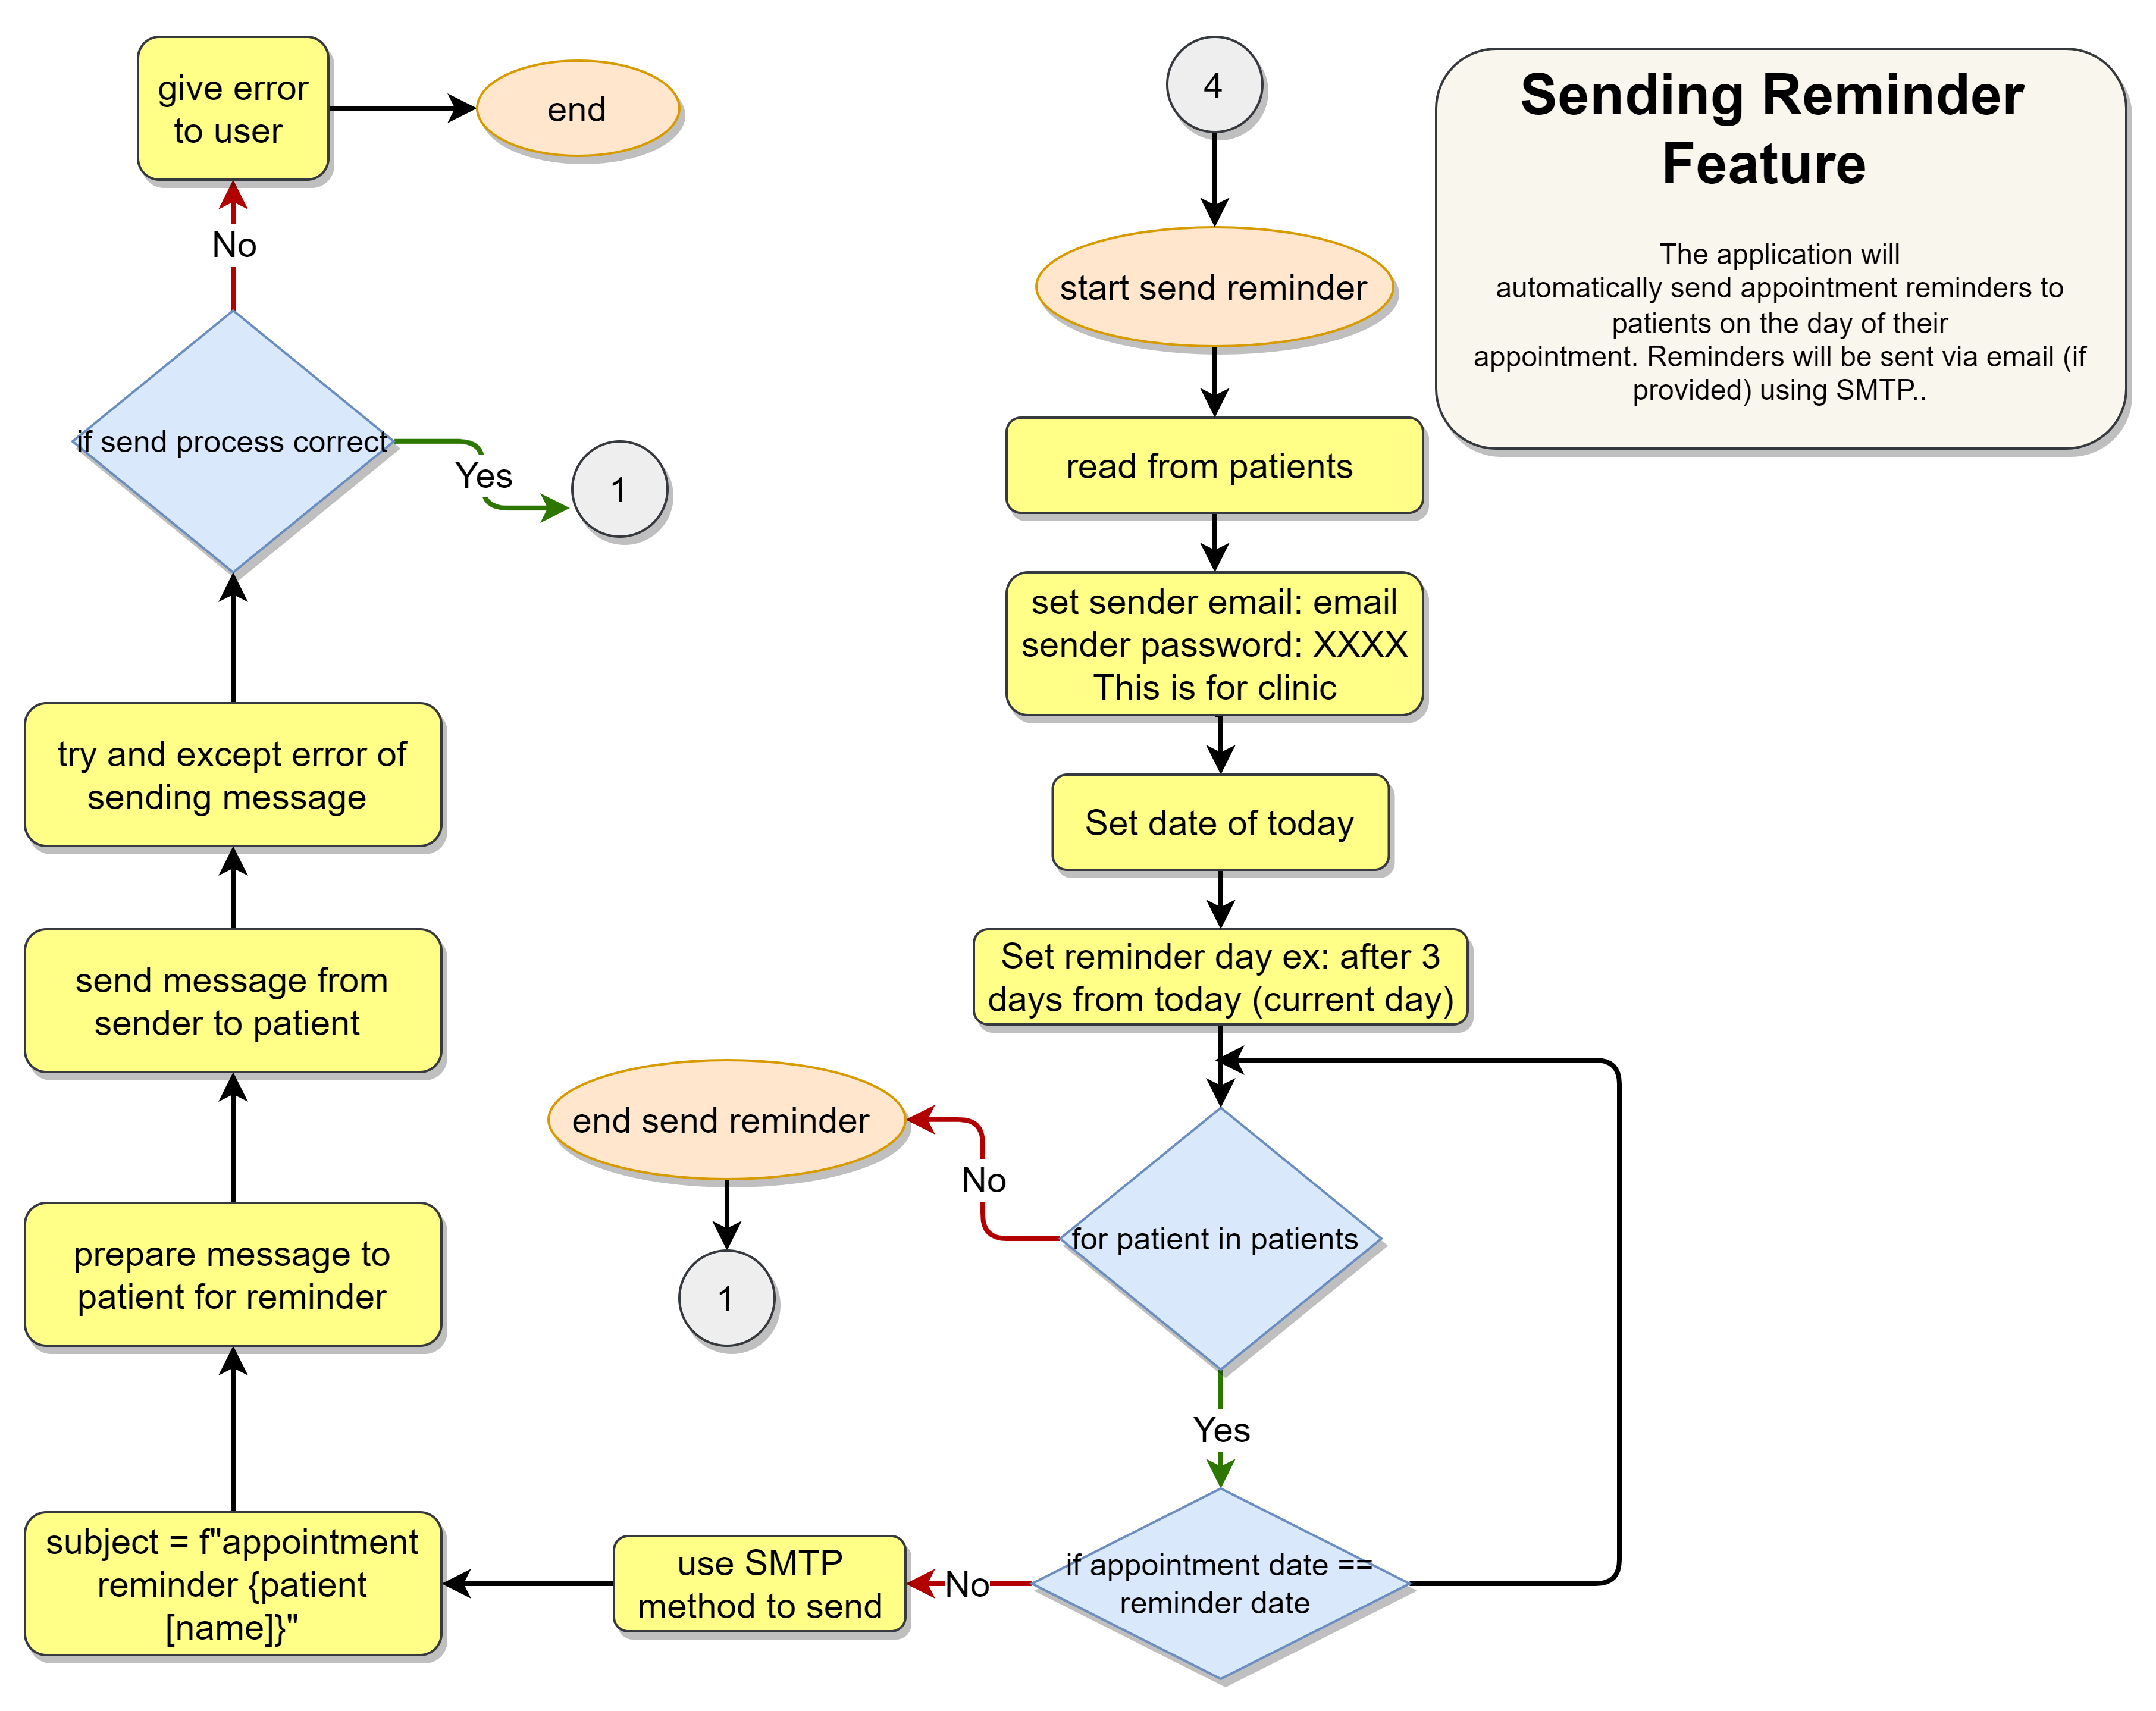 Sending Reminder
Feature
The application will
automatically send appointment reminders to
patients on the day of their
appointment. Reminders will be sent via email (if
provided) using SMTP..
4
start send reminder
read from patients
set sender email: email
sender password: XXXX
This is for clinic
Set date of today
Set reminder day ex: after 3
days from today (current day)
for patient in patients
No
end send reminder
1
Yes
if appointment date ==
reminder date
No
use SMTP
method to send
subject = f"appointment
reminder {patient
[name]}"
prepare message to
patient for reminder
send message from
sender to patient
try and except error of
sending message
if send process correct
Yes
1
No
give error
to user
end